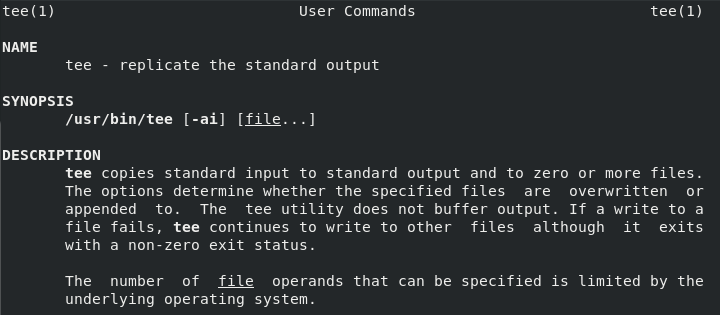 tee(1) User Commands tee(1)
NAME
tee - replicate the standard output
SYNOPSIS
/usr/bin/tee [-ai] [file...]
DESCRIPTION
tee copies standard input to standard output and to zero or more files.
The options determine whether the specified files are overwritten or
appended to. The tee utility does not buffer output. If a write to a
file fails, tee continues to write to other files although it exits
with a non-zero exit status.
The number of file operands that can be specified is limited by the
underlying operating system.